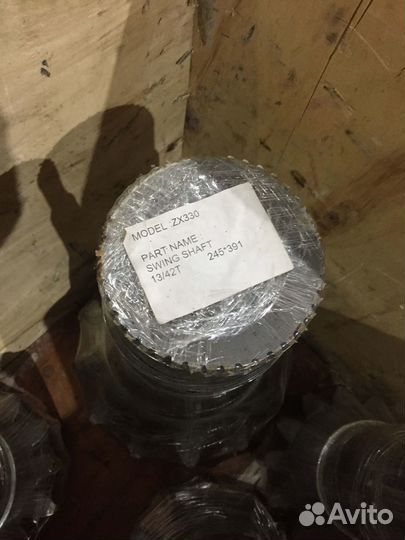 MODEL :ZX330
PART NAME :
SWING SHAFT
13/42T 245*391
Avito